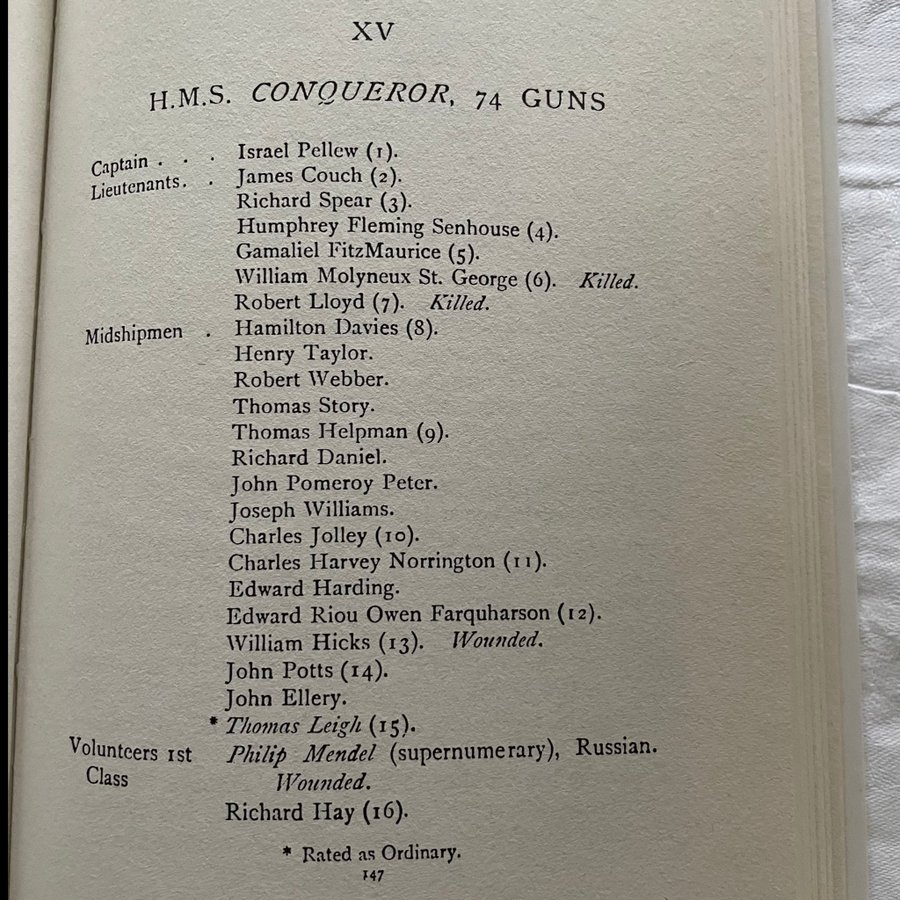 XV
H.M.S. CONQUEROR, 74 GUNS
Captain . . . Israel Pellew (1).
Lieutenants. . James Couch (2).
Richard Spear (3).
Humphrey Fleming Senhouse (4).
Gamaliel FitzMaurice (5).
William Molyneux St. George (6). Killed.
Robert Lloyd (7). Killed.
Midshipmen . Hamilton Davies (8).
Henry Taylor.
Robert Webber.
Thomas Story.
Thomas Helpman (9).
Richard Daniel.
John Pomeroy Peter.
Joseph Williams.
Charles Jolley (10).
Charles Harvey Norrington (11).
Edward Harding.
Edward Riou Owen Farquharson (12).
William Hicks (13). Wounded.
John Potts (14).
John Ellery.
* Thomas Leigh (15).
Volunteers 1st Philip Mendel (supernumerary), Russian.
Class Wounded.
Richard Hay (16).
* Rated as Ordinary.
147